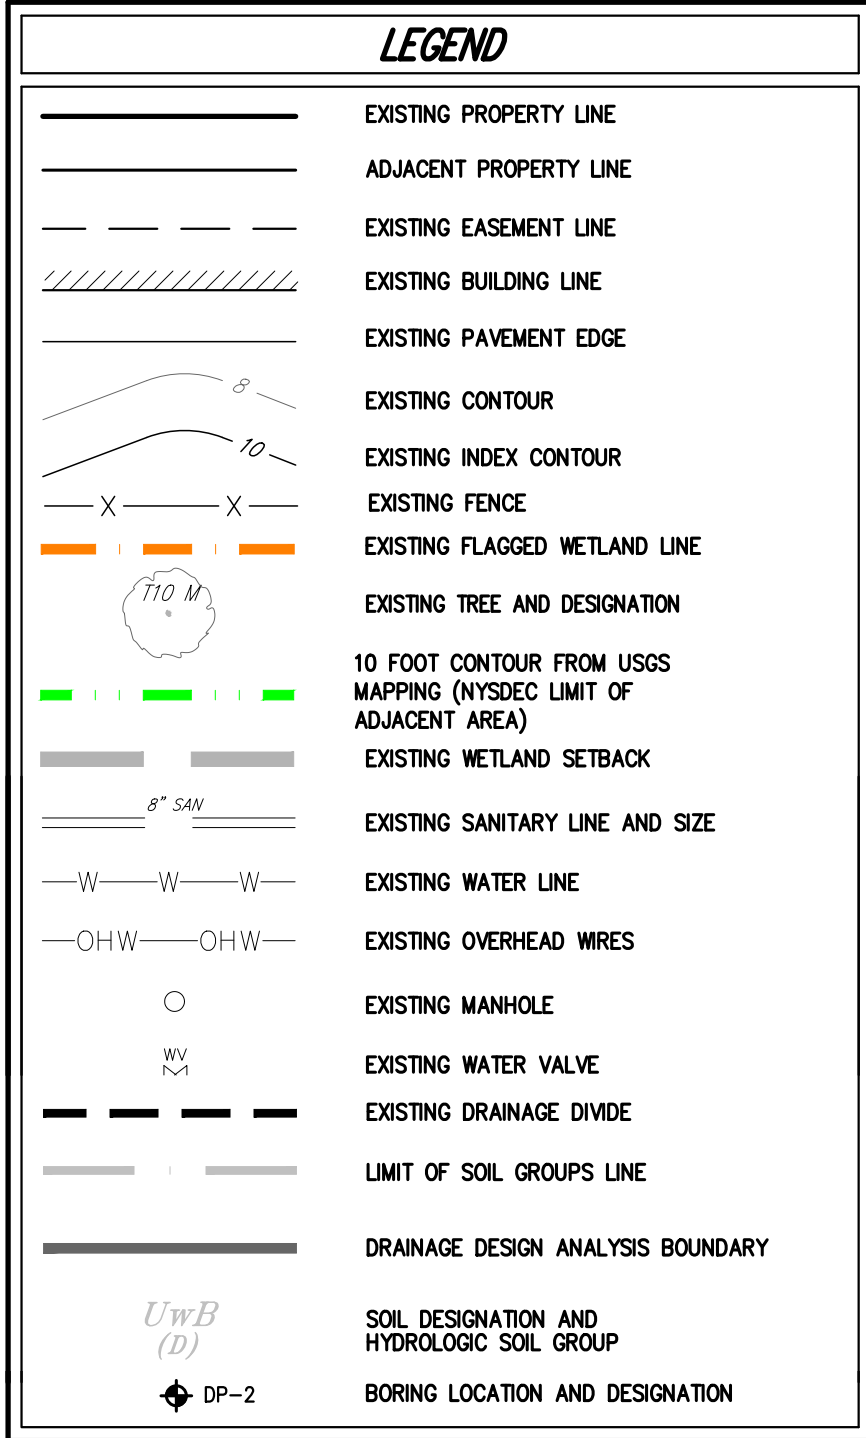 LEGEND
EXISTING PROPERTY LINE
ADJACENT PROPERTY LINE
EXISTING EASEMENT LINE
EXISTING BUILDING LINE
EXISTING PAVEMENT EDGE
8
EXISTING CONTOUR
10
EXISTING INDEX CONTOUR
X X
EXISTING FENCE
EXISTING FLAGGED WETLAND LINE
T10 M
EXISTING TREE AND DESIGNATION
10 FOOT CONTOUR FROM USGS
MAPPING (NYSDEC LIMIT OF
ADJACENT AREA)
EXISTING WETLAND SETBACK
8" SAN
EXISTING SANITARY LINE AND SIZE
W W W
EXISTING WATER LINE
OHW OHW
EXISTING OVERHEAD WIRES
EXISTING MANHOLE
WV
EXISTING WATER VALVE
EXISTING DRAINAGE DIVIDE
LIMIT OF SOIL GROUPS LINE
DRAINAGE DESIGN ANALYSIS BOUNDARY
UwB
(D)
SOIL DESIGNATION AND
HYDROLOGIC SOIL GROUP
DP-2
BORING LOCATION AND DESIGNATION